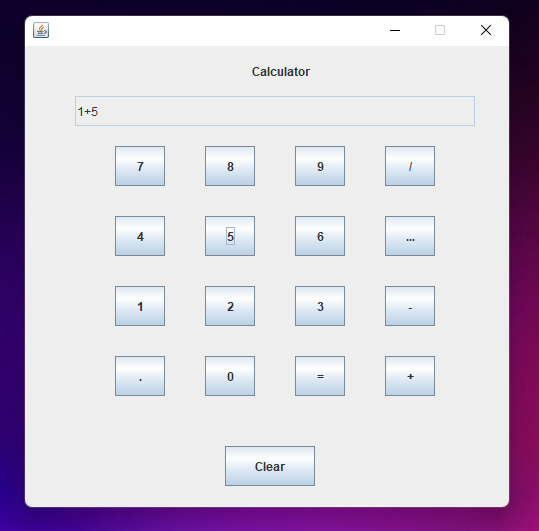 Calculator
1+5
7 8 9 /
4 5 6 ...
1 2 3 -
. 0 = +
Clear